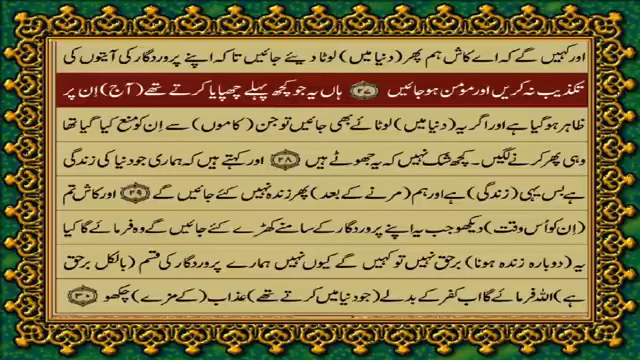 اور کہیں گے کہ اے کاش ہم پھر (دنیا میں) لوٹا دیئے جائیں تاکہ اپنے پروردگار کی آیتوں کی
تکذیب نہ کریں اور مؤمن ہو جائیں ۲۷ ہاں یہ جو کچھ پہلے چھپایا کرتے تھے (آج) اِن پر
ظاہر ہو گیا ہے اور اگر یہ (دنیا میں) لوٹائے بھی جائیں تو جن (کاموں) سے اِن کو منع کیا گیا تھا
وہی پھر کرنے لگیں۔ کچھ شک نہیں کہ یہ جھوٹے ہیں ۲۸ اور کہتے ہیں کہ ہماری جو دنیا کی زندگی
ہے بس یہی (زندگی) ہے اور ہم (مرنے کے بعد) پھر زندہ نہیں کئے جائیں گے ۲۹ اور کاش تم
(اِن کو اُس وقت) دیکھو جب یہ اپنے پروردگار کے سامنے کھڑے کئے جائیں گے وہ فرمائے گا کیا
یہ (دوبارہ زندہ ہونا) برحق نہیں تو کہیں گے کیوں نہیں ہمارے پروردگار کی قسم (بالکل برحق
ہے) اللہ فرمائے گا اب کفر کے بدلے (جو دنیا میں کرتے تھے) عذاب (کے مزے) چکھو ۳۰